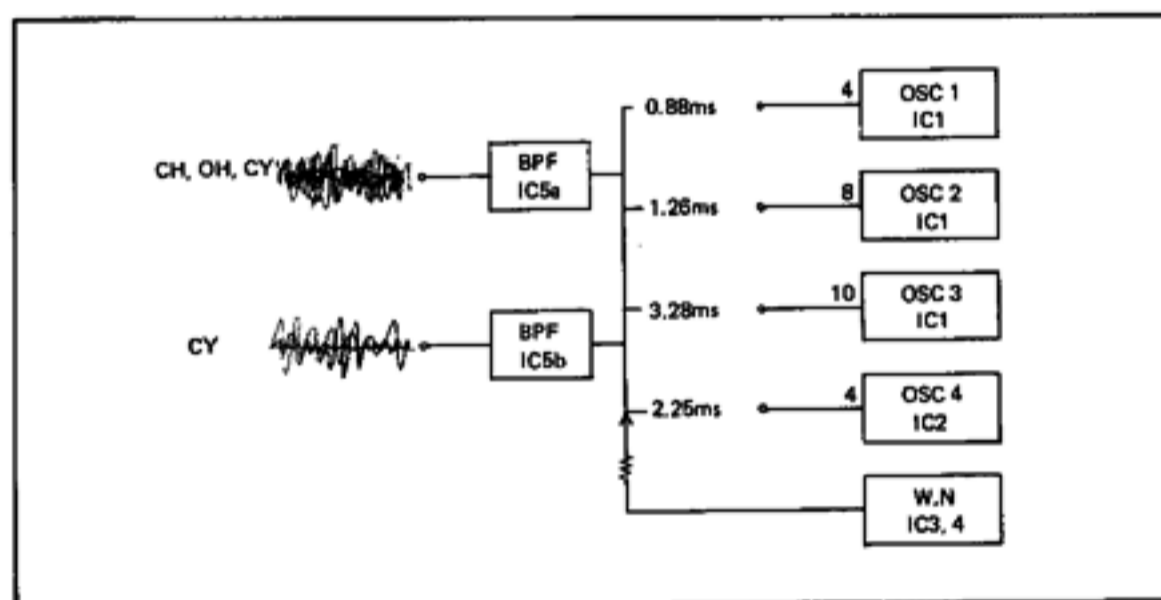 0.88ms
4
OSC 1
IC1
CH, OH, CY
BPF
IC5a
1.26ms
8
OSC 2
IC1
3.28ms
10
OSC 3
IC1
CY
BPF
IC5b
2.25ms
4
OSC 4
IC2
W.N
IC3, 4